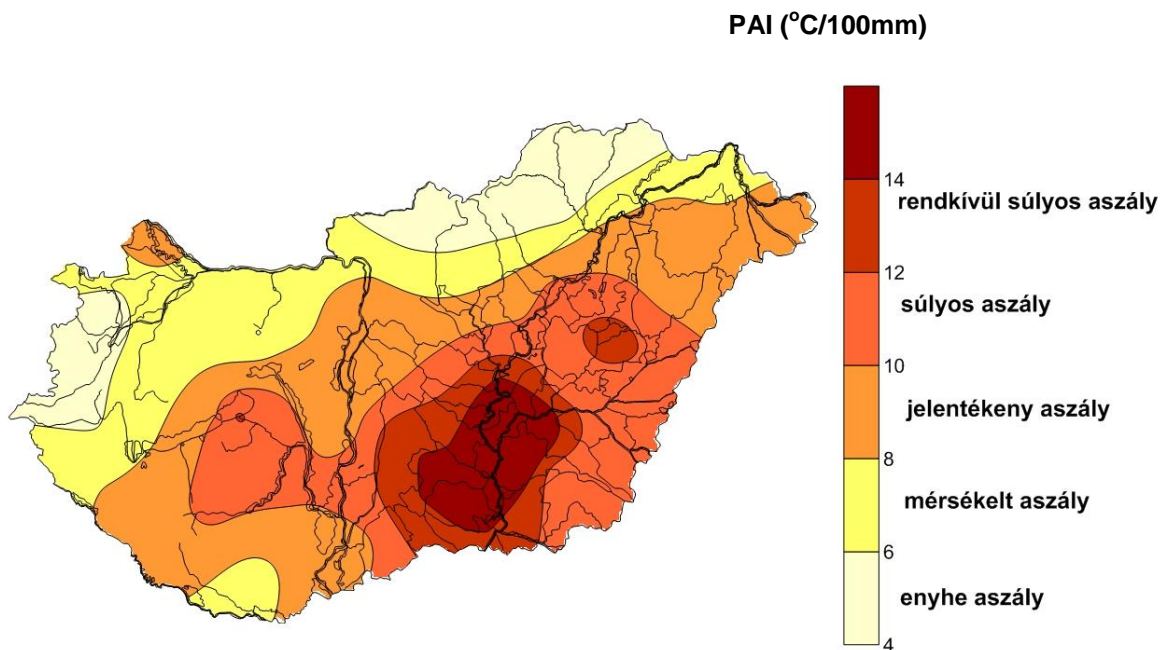 PAI (°C/100mm)
14
rendkívül súlyos aszály
12
súlyos aszály
10
jelentékeny aszály
8
mérsékelt aszály
6
enyhe aszály
4